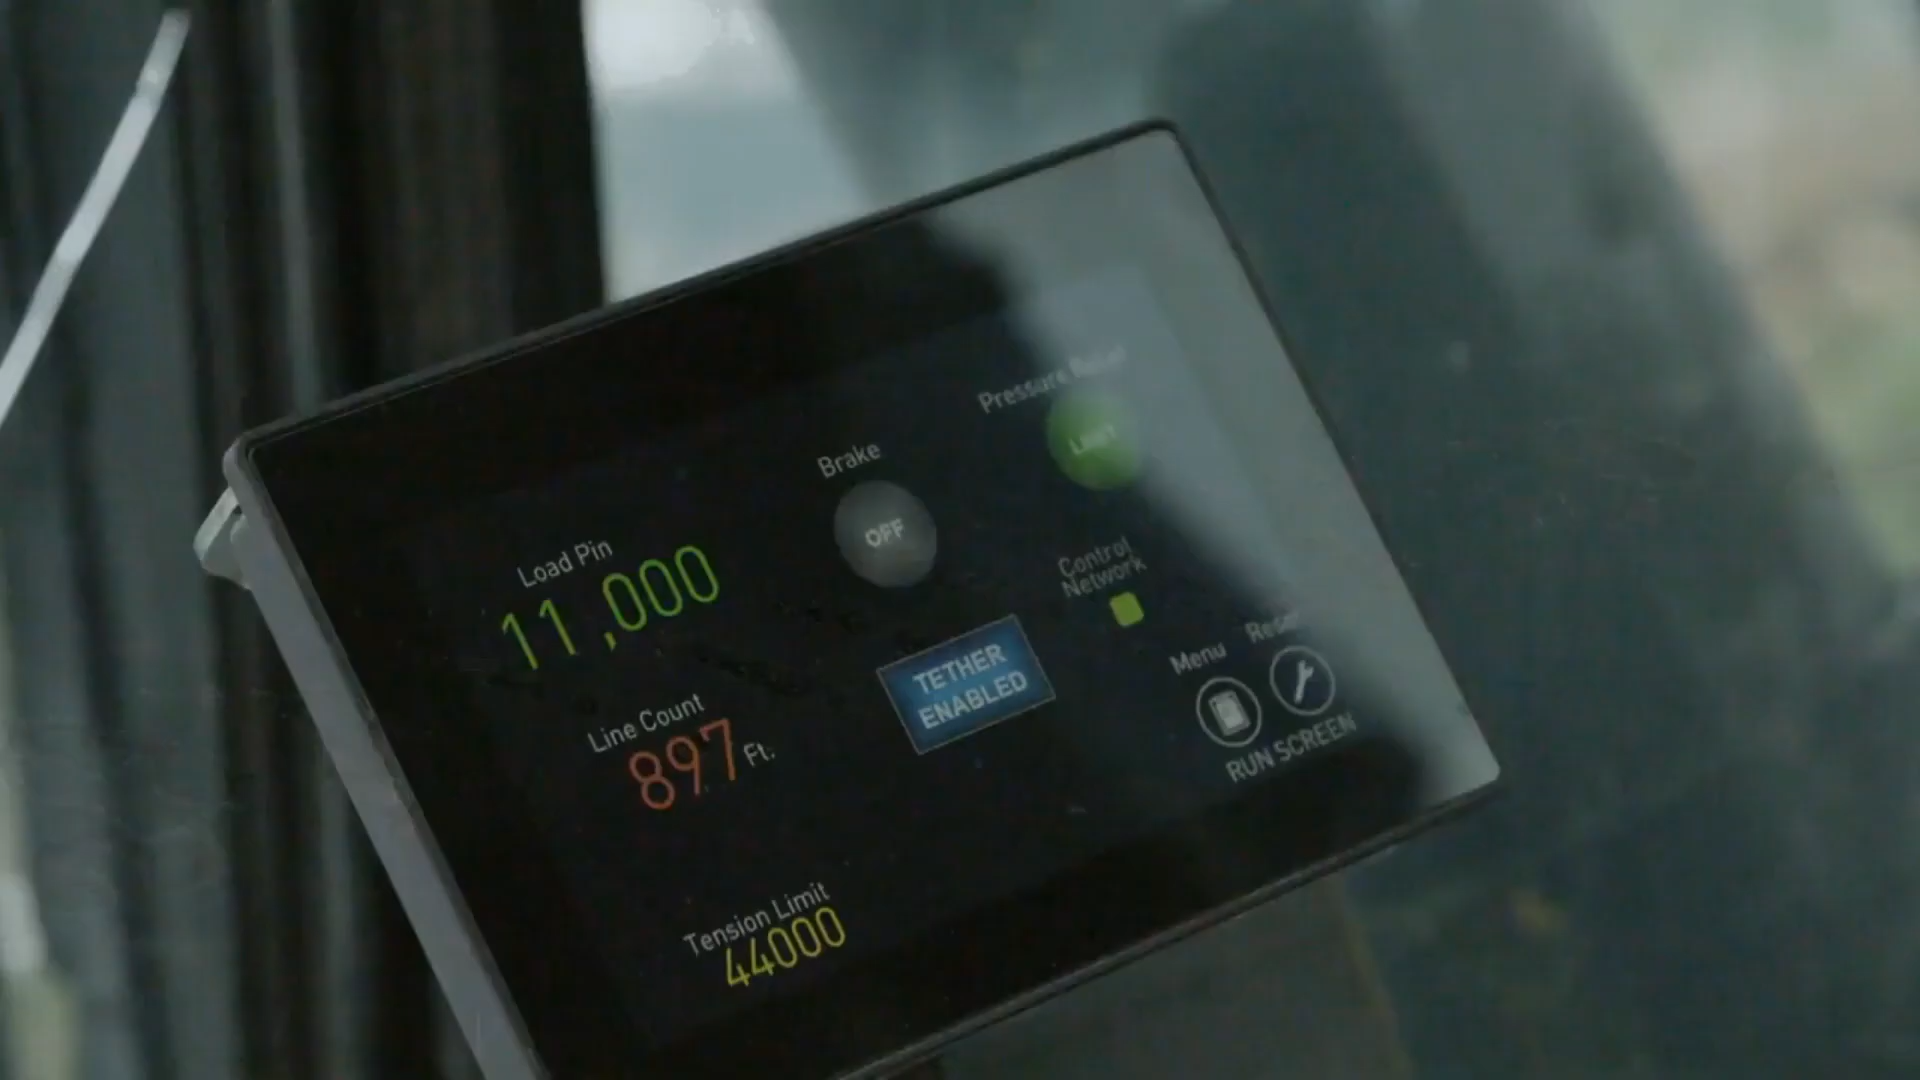 Load Pin
11,000
Line Count
897 Ft.
Tension Limit
44000
Brake
OFF
TETHER
ENABLED
Pressure
Control
Network
Menu
Reset
RUN SCREEN